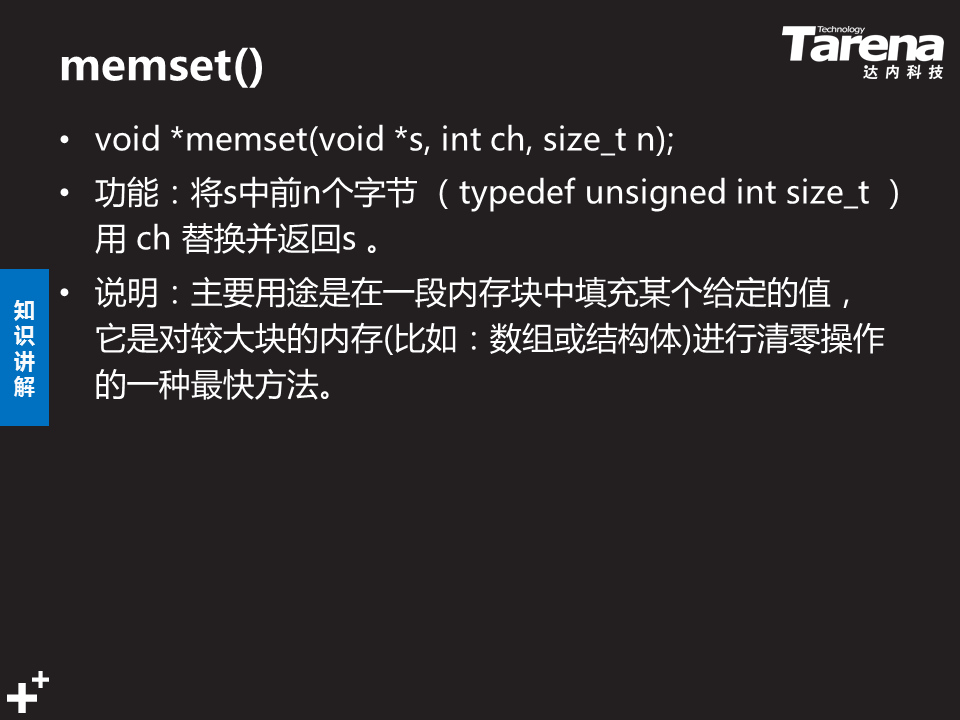 memset()
Technology
Tarena
达内科技
• void *memset(void *s, int ch, size_t n);
• 功能：将s中前n个字节 （typedef unsigned int size_t ）
用 ch 替换并返回s 。
• 说明：主要用途是在一段内存块中填充某个给定的值，
它是对较大块的内存(比如：数组或结构体)进行清零操作
的一种最快方法。
知
识
讲
解